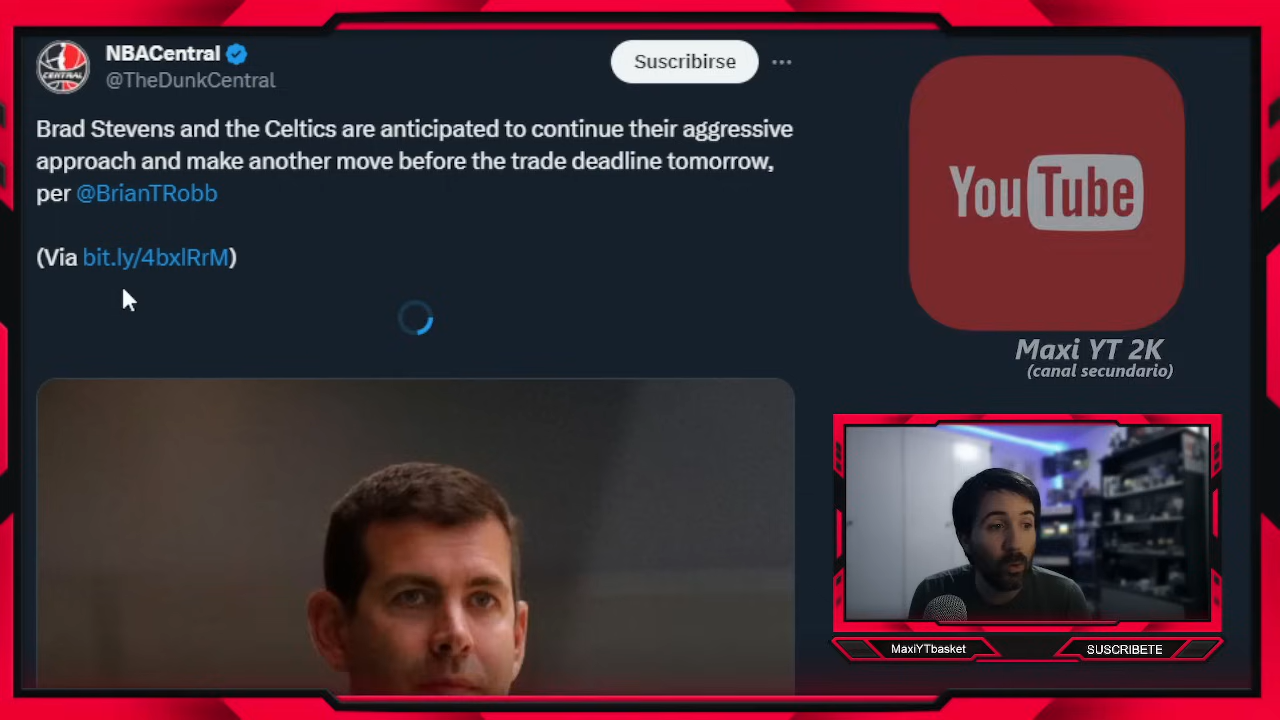 NBACentral
@TheDunkCentral
Suscribirse
Brad Stevens and the Celtics are anticipated to continue their aggressive
approach and make another move before the trade deadline tomorrow,
per @BrianTRobb
(Via bit.ly/4bxlRrM)
CENTRAL
YouTube
Maxi YT 2K
(canal secundario)
MaxiYTbasket
SUSCRIBETE